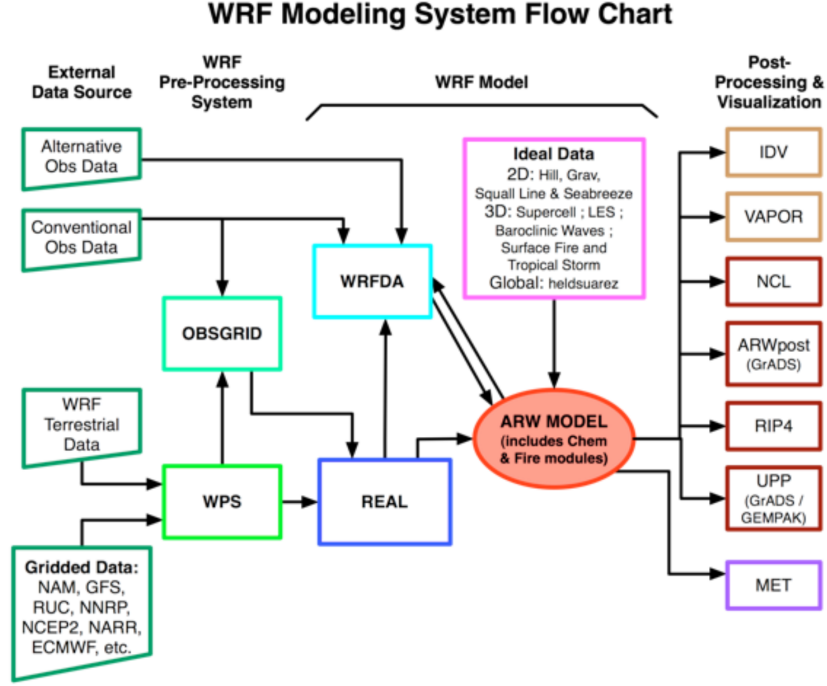 WRF Modeling System Flow Chart
External
Data Source
WRF
Pre-Processing
System
WRF Model
Post-
Processing &
Visualization
Alternative
Obs Data
Conventional
Obs Data
WRFDA
OBSGRID
Ideal Data
2D: Hill, Grav,
Squall Line & Seabreeze
3D: Supercell ; LES ;
Baroclinic Waves ;
Surface Fire and
Tropical Storm
Global: heldsuarez
IDV
VAPOR
NCL
ARWpost
(GrADS)
RIP4
UPP
(GrADS /
GEMPAK)
MET
WRF
Terrestrial
Data
WPS
REAL
ARW MODEL
(includes Chem
& Fire modules)
Gridded Data:
NAM, GFS,
RUC, NNRP,
NCEP2, NARR,
ECMWF, etc.